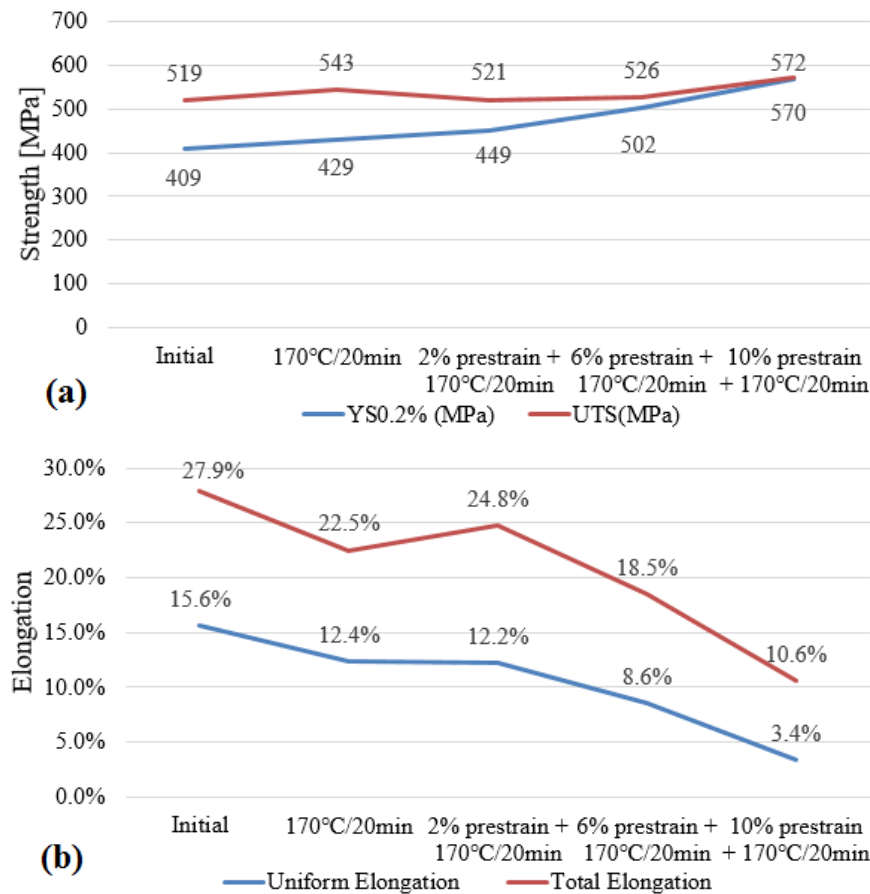 700
600
500
400
300
200
100
0
Strength [MPa]
519
543
521
526
572
409
429
449
502
570
Initial
170°C/20min
2% prestrain +
170°C/20min
6% prestrain +
170°C/20min
10% prestrain
+ 170°C/20min
(a)
YS0.2% (MPa)
UTS(MPa)
30.0%
25.0%
20.0%
15.0%
10.0%
5.0%
0.0%
Elongation
27.9%
22.5%
24.8%
18.5%
10.6%
15.6%
12.4%
12.2%
8.6%
3.4%
Initial
170°C/20min
2% prestrain +
170°C/20min
6% prestrain +
170°C/20min
10% prestrain
+ 170°C/20min
(b)
Uniform Elongation
Total Elongation